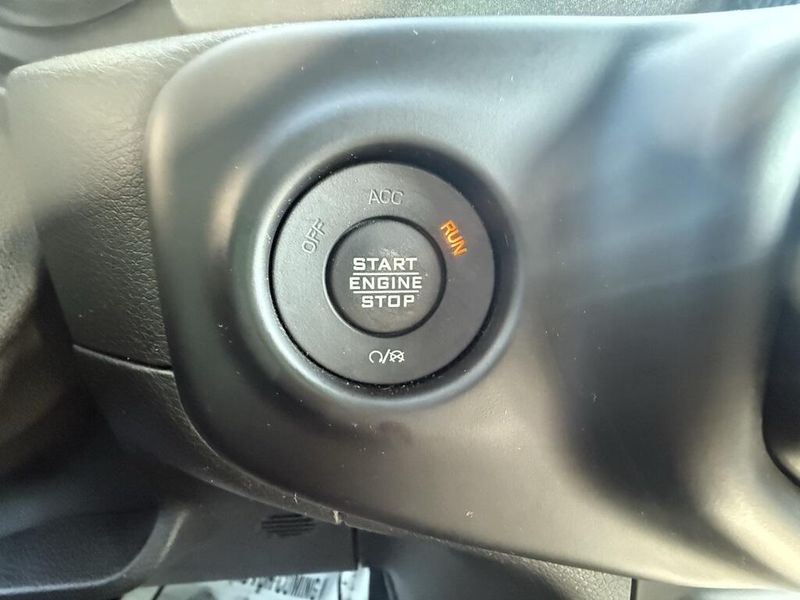 ACC
OFF
RUN
START
ENGINE
STOP